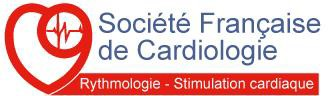 Société Française
de Cardiologie
Rythmologie - Stimulation cardiaque